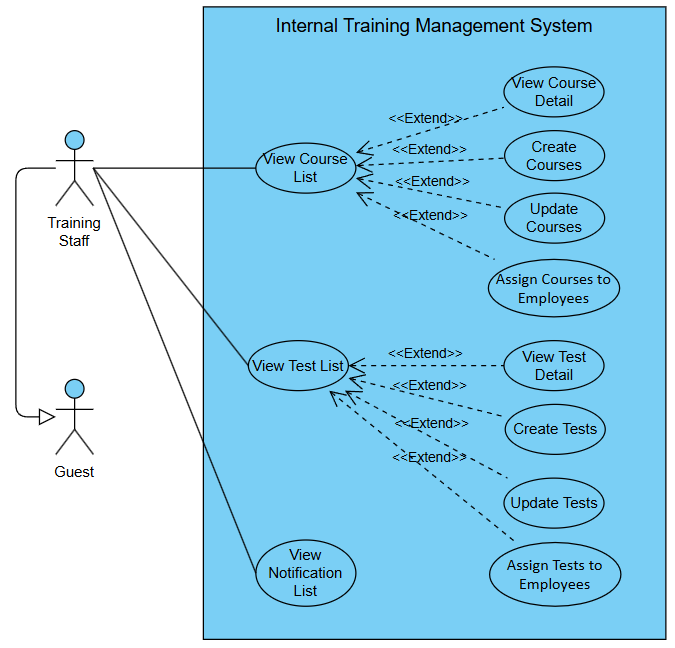 Internal Training Management System
View Course
Detail
<<Extend>>
Create
Courses
<<Extend>>
View Course
List
<<Extend>>
Update
Courses
<<Extend>>
Training
Staff
Assign Courses to
Employees
<<Extend>>
View Test
Detail
View Test List
<<Extend>>
Create Tests
<<Extend>>
<<Extend>>
Guest
Update Tests
View
Notification
List
Assign Tests to
Employees